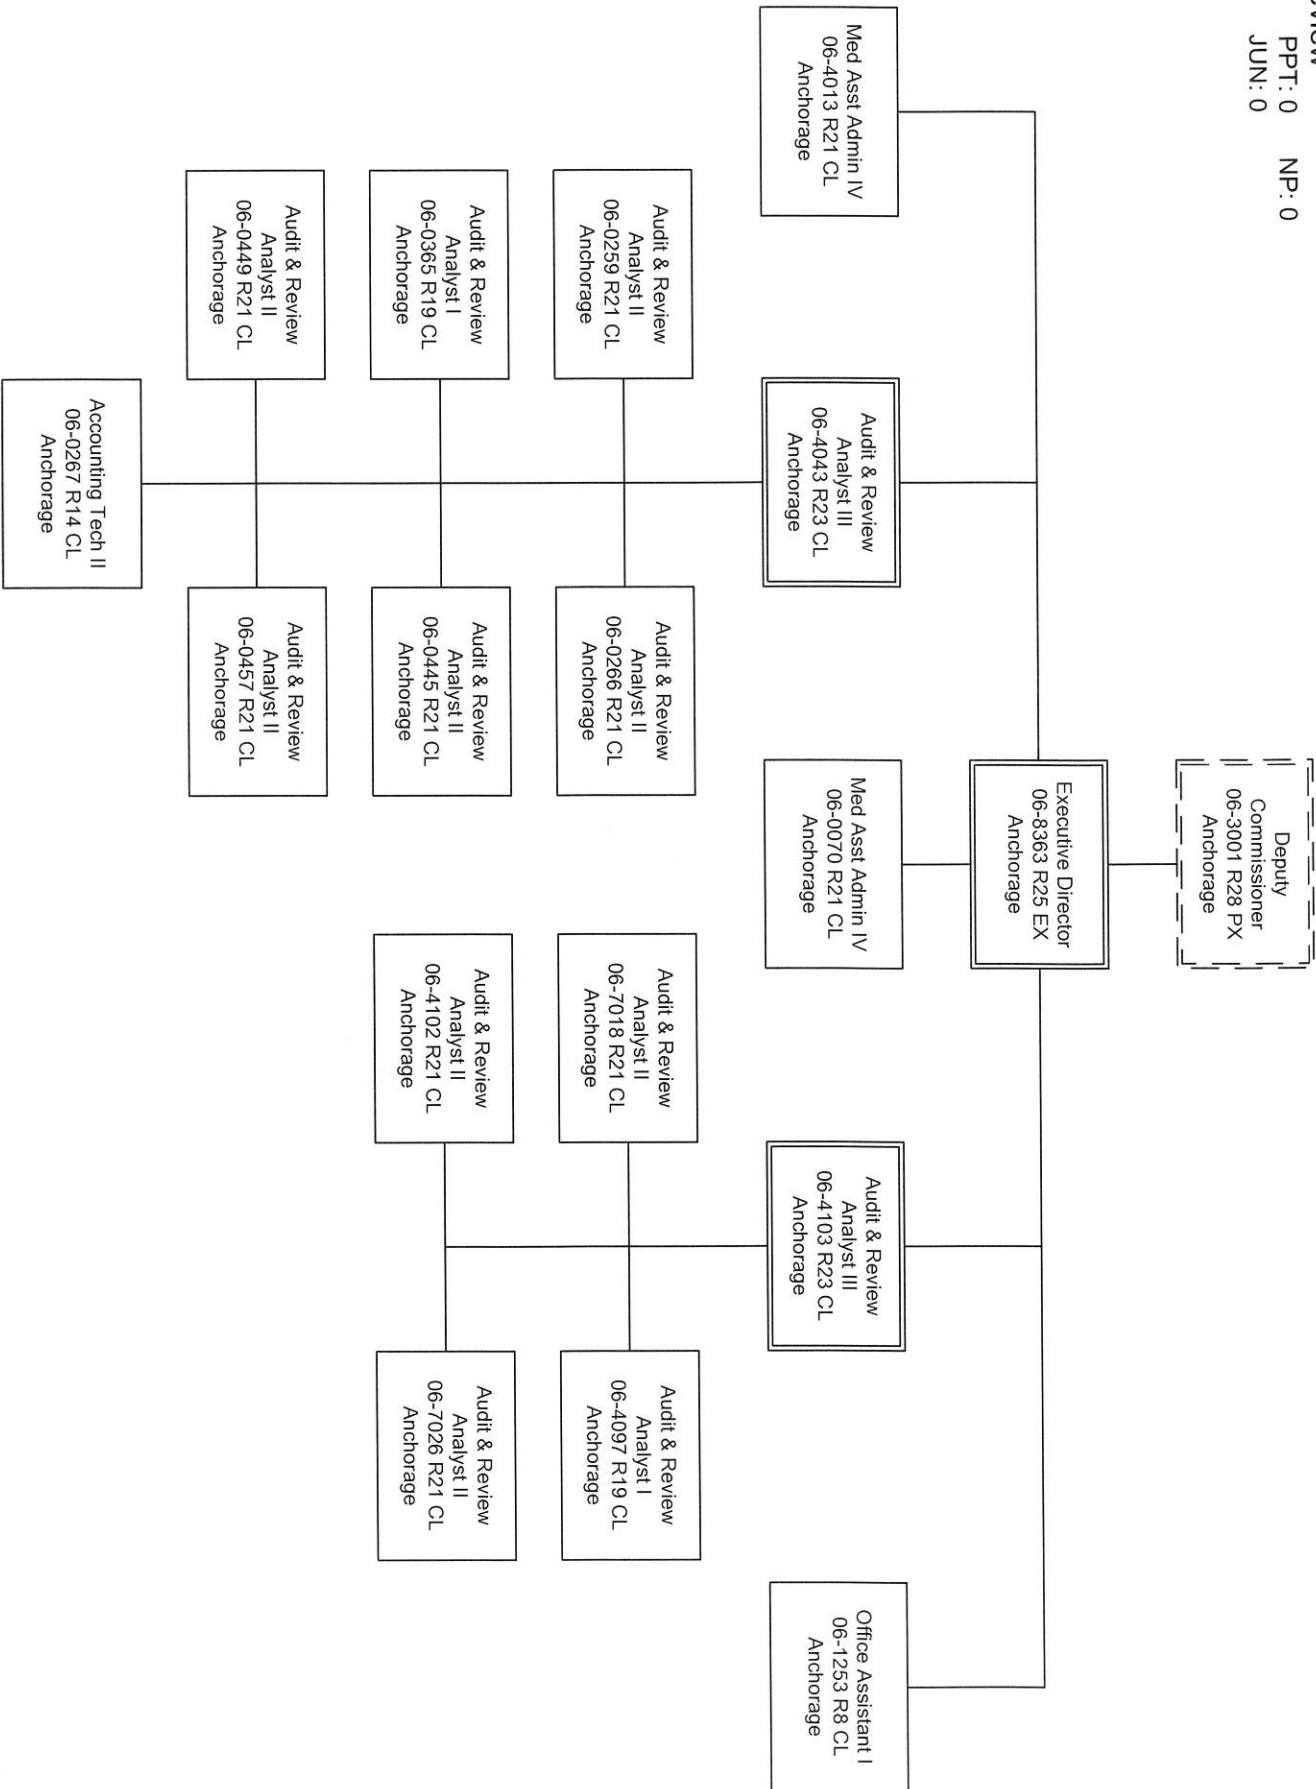 PPT: 0 NP: 0
JUN: 0
Deputy
Commissioner
06-3001 R28 PX
Anchorage
Executive Director
06-8363 R25 EX
Anchorage
Med Asst Admin IV
06-4013 R21 CL
Anchorage
Audit & Review
Analyst III
06-4043 R23 CL
Anchorage
Med Asst Admin IV
06-0070 R21 CL
Anchorage
Audit & Review
Analyst III
06-4103 R23 CL
Anchorage
Office Assistant I
06-1253 R8 CL
Anchorage
Audit & Review
Analyst II
06-0259 R21 CL
Anchorage
Audit & Review
Analyst II
06-0266 R21 CL
Anchorage
Audit & Review
Analyst II
06-7018 R21 CL
Anchorage
Audit & Review
Analyst I
06-4097 R19 CL
Anchorage
Audit & Review
Analyst I
06-0365 R19 CL
Anchorage
Audit & Review
Analyst II
06-0445 R21 CL
Anchorage
Audit & Review
Analyst II
06-4102 R21 CL
Anchorage
Audit & Review
Analyst II
06-7026 R21 CL
Anchorage
Audit & Review
Analyst II
06-0449 R21 CL
Anchorage
Audit & Review
Analyst II
06-0457 R21 CL
Anchorage
Accounting Tech II
06-0267 R14 CL
Anchorage